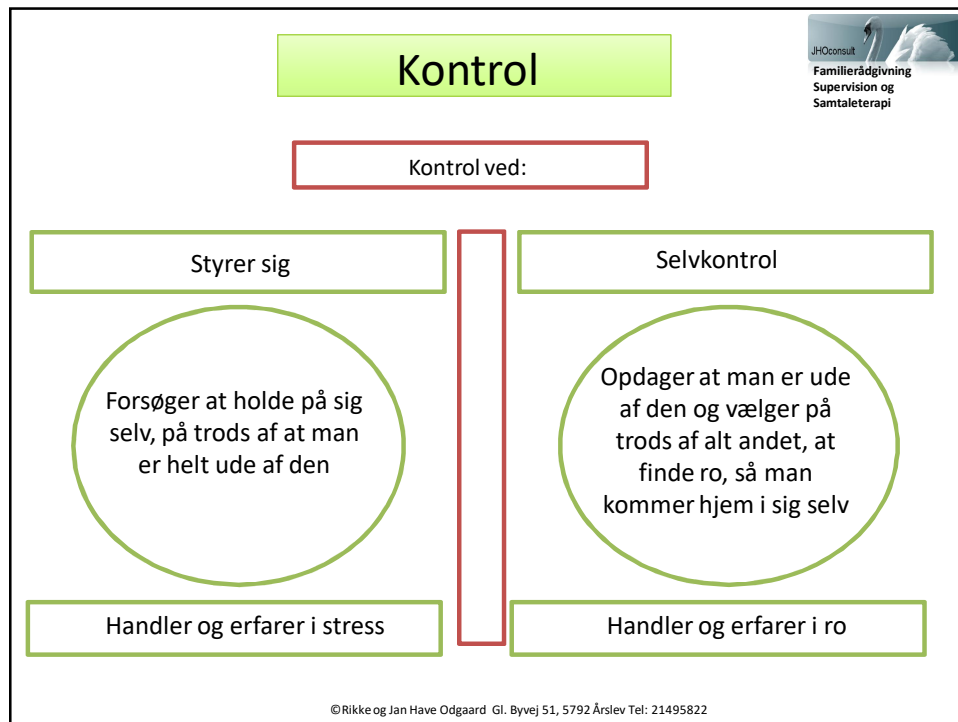 Kontrol
JHOconsult
Familierådgivning
Supervision og
Samtaleterapi
Kontrol ved:
Styrer sig
Forsøger at holde på sig
selv, på trods af at man
er helt ude af den
Handler og erfarer i stress
Selvkontrol
Opdager at man er ude
af den og vælger på
trods af alt andet, at
finde ro, så man
kommer hjem i sig selv
Handler og erfarer i ro
©Rikke og Jan Have Odgaard Gl. Byvej 51, 5792 Årslev Tel: 21495822